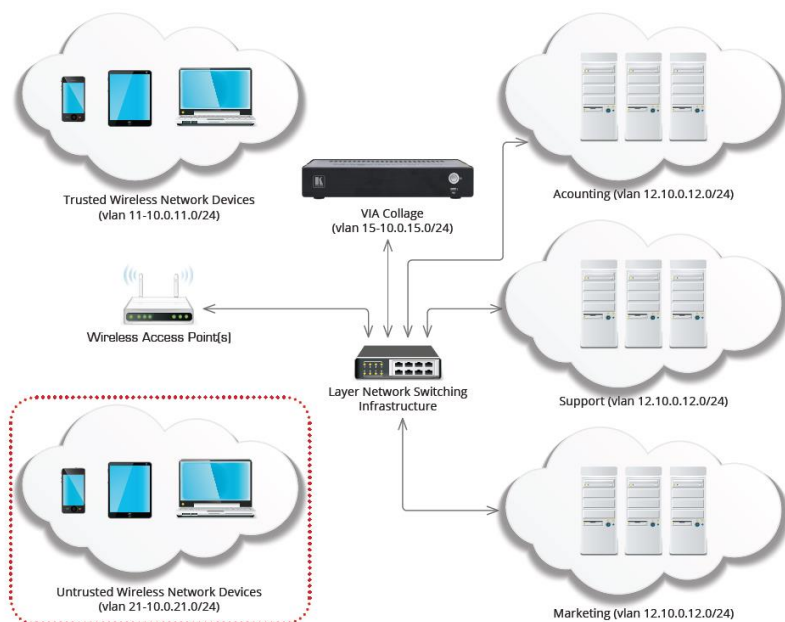 Trusted Wireless Network Devices
(vlan 11-10.0.11.0/24)
VIA Collage
(vlan 15-10.0.15.0/24)
Acounting (vlan 12.10.0.12.0/24)
Wireless Access Point(s)
Layer Network Switching
Infrastructure
Support (vlan 12.10.0.12.0/24)
Untrusted Wireless Network Devices
(vlan 21-10.0.21.0/24)
Marketing (vlan 12.10.0.12.0/24)